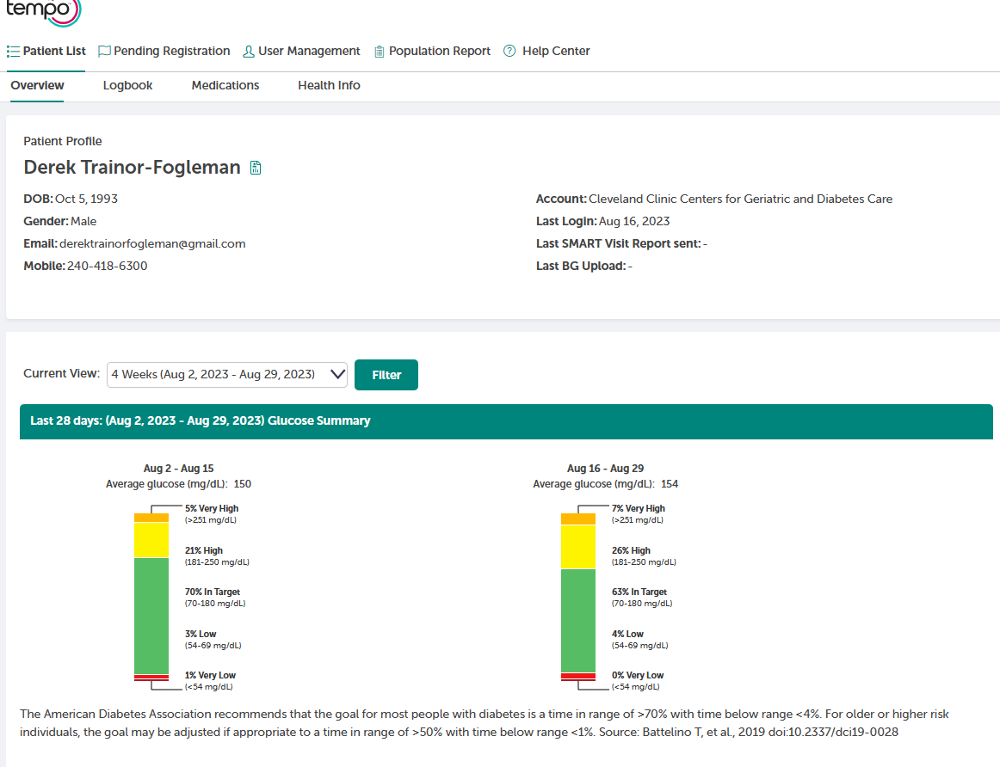 tempo
Patient List Pending Registration User Management Population Report Help Center
Overview Logbook Medications Health Info
Patient Profile
Derek Trainor-Fogleman
DOB: Oct 5, 1993
Gender: Male
Email: derektrainorfogleman@gmail.com
Mobile: 240-418-6300
Account: Cleveland Clinic Centers for Geriatric and Diabetes Care
Last Login: Aug 16, 2023
Last SMART Visit Report sent: -
Last BG Upload: -
Current View: 4 Weeks (Aug 2, 2023 - Aug 29, 2023) Filter
Last 28 days: (Aug 2, 2023 - Aug 29, 2023) Glucose Summary
Aug 2 - Aug 15
Average glucose (mg/dL): 150
5% Very High
(>251 mg/dL)
21% High
(181-250 mg/dL)
70% In Target
(70-180 mg/dL)
3% Low
(54-69 mg/dL)
1% Very Low
(<54 mg/dL)
Aug 16 - Aug 29
Average glucose (mg/dL): 154
7% Very High
(>251 mg/dL)
26% High
(181-250 mg/dL)
63% In Target
(70-180 mg/dL)
4% Low
(54-69 mg/dL)
0% Very Low
(<54 mg/dL)
The American Diabetes Association recommends that the goal for most people with diabetes is a time in range of >70% with time below range <4%. For older or higher risk
individuals, the goal may be adjusted if appropriate to a time in range of >50% with time below range <1%. Source: Battelino T, et al., 2019 doi:10.2337/dci19-0028